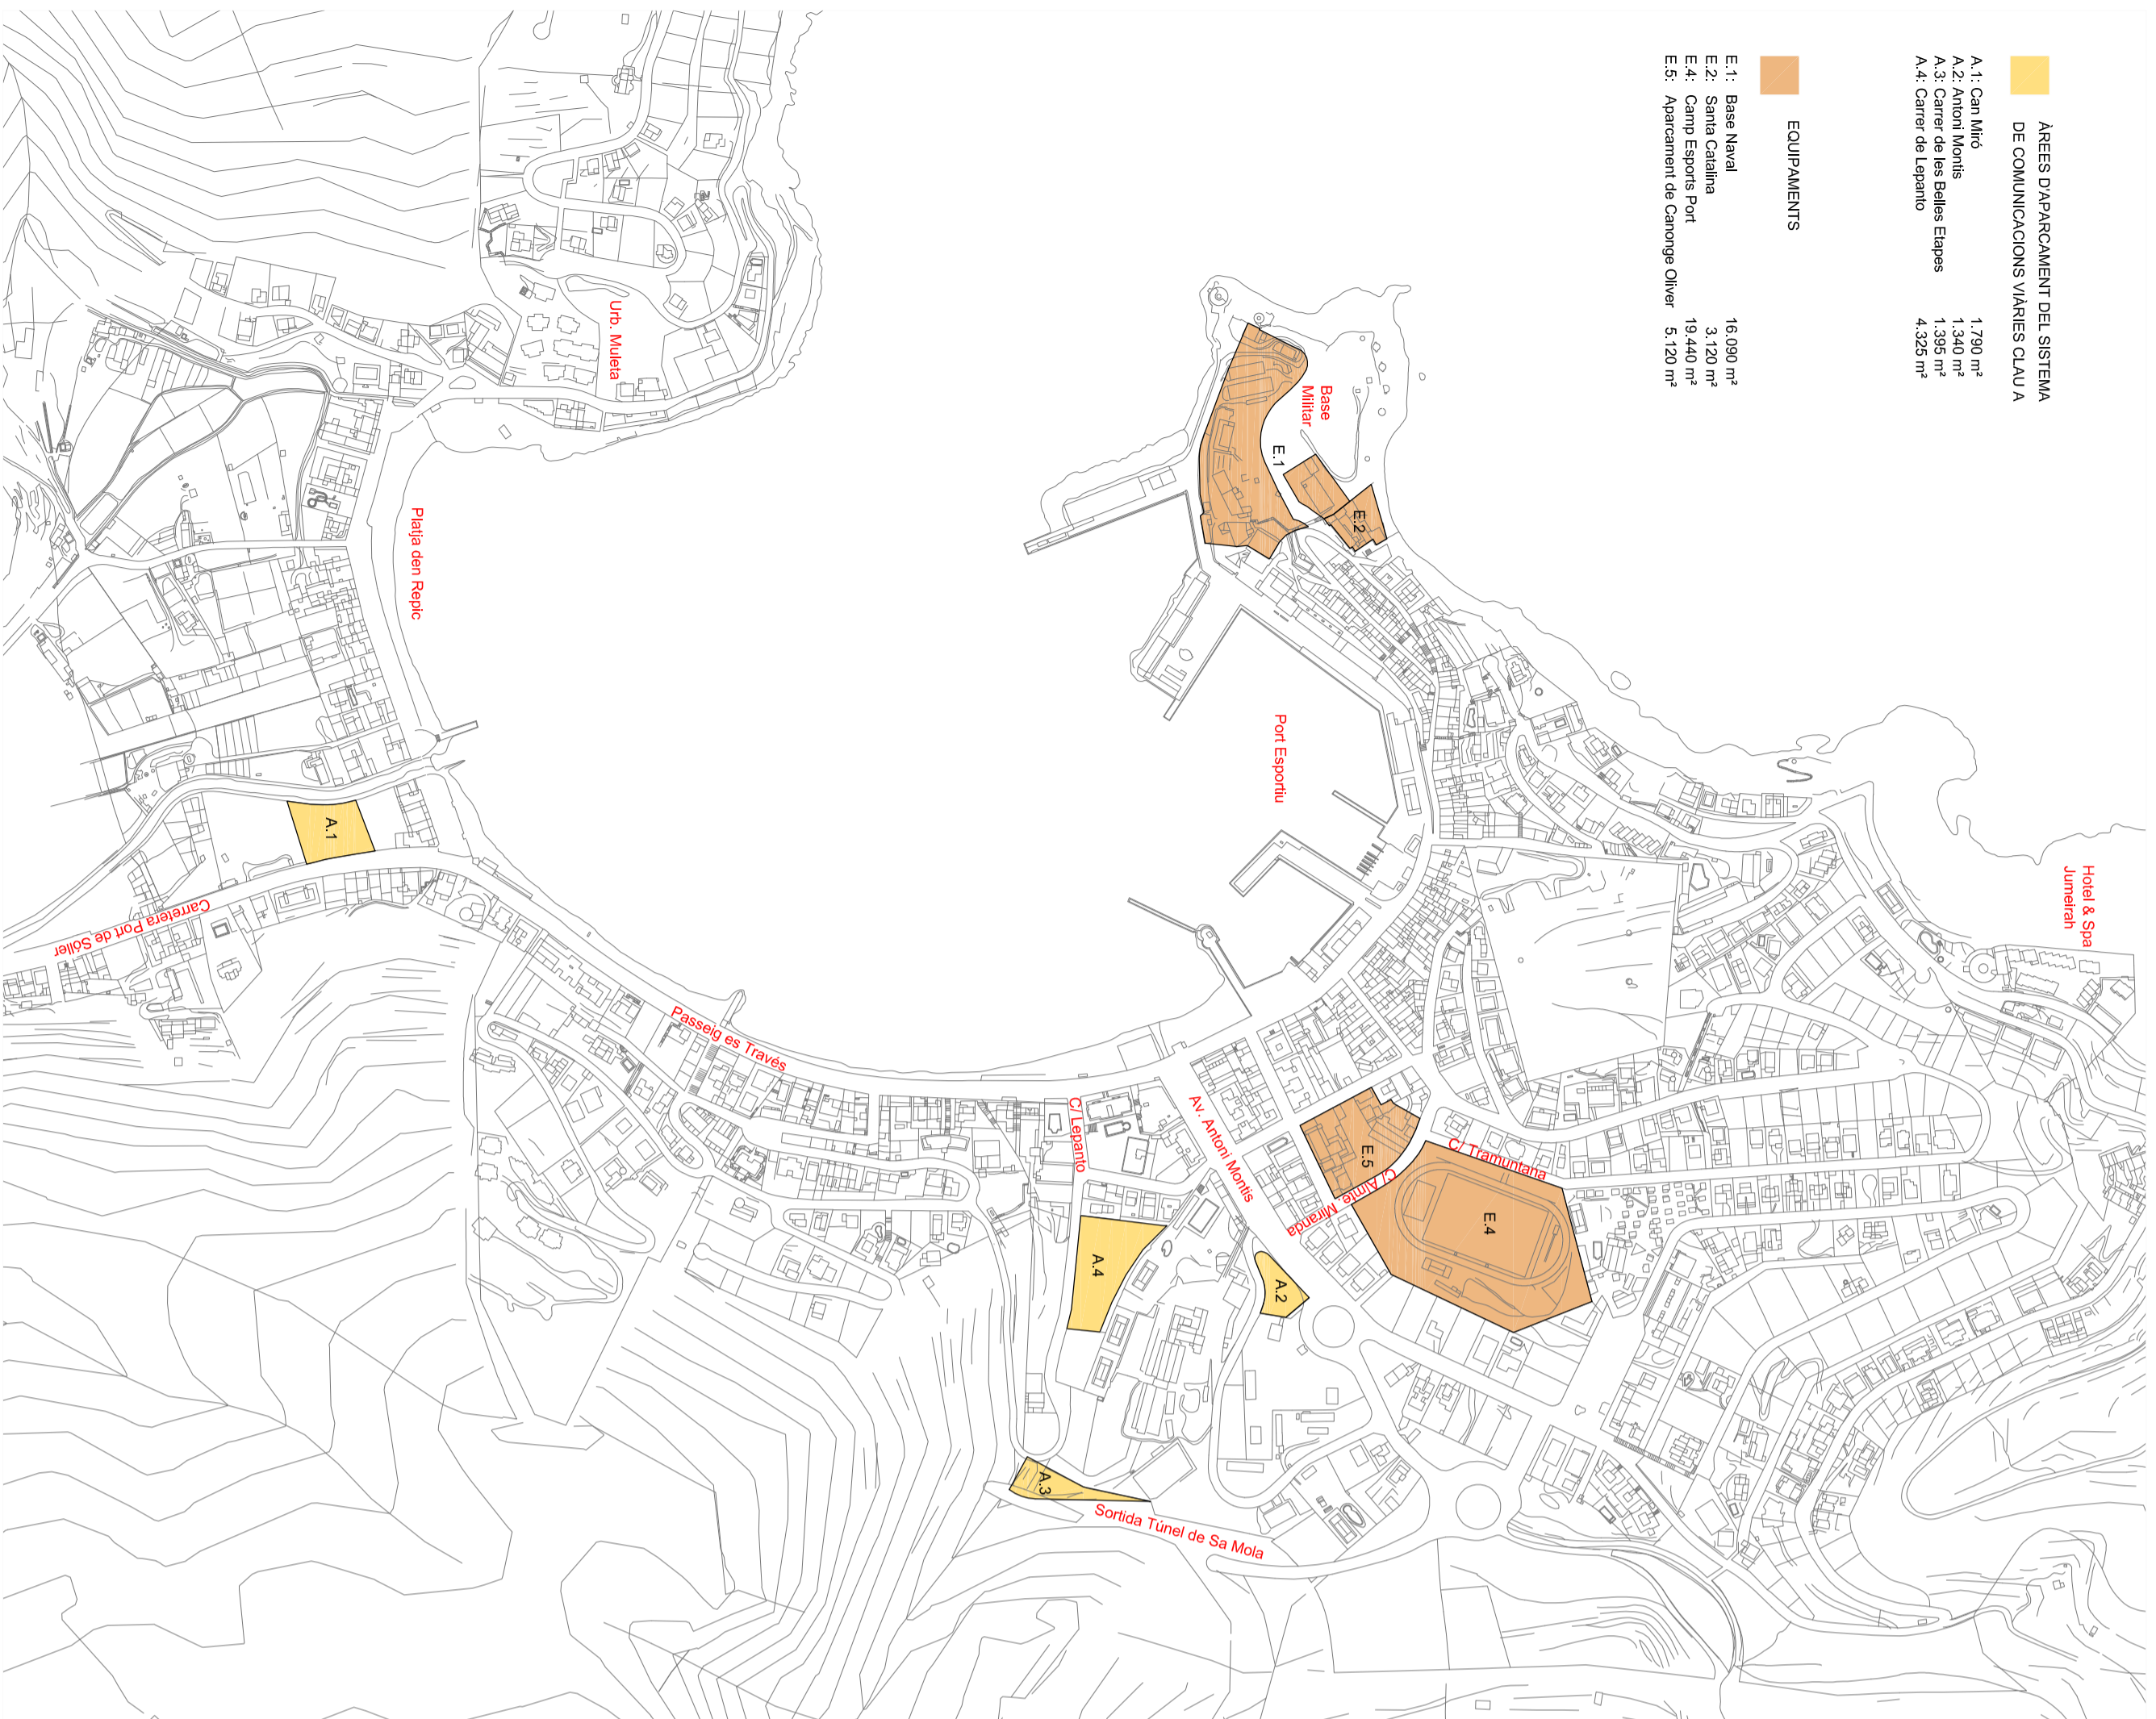 ÀREES D'APARCAMENT DEL SISTEMA
DE COMUNICACIONS VIÀRIES CLAU A
A.1: Can Miró 1.790 m²
A.2: Antoni Montis 1.340 m²
A.3: Carrer de les Belles Etapes 1.395 m²
A.4: Carrer de Lepanto 4.325 m²
EQUIPAMENTS
E.1: Base Naval 16.090 m²
E.2: Santa Catalina 3.120 m²
E.4: Camp Esports Port 19.440 m²
E.5: Aparcament de Canonge Oliver 5.120 m²
Hotel & Spa
Jumeirah
Base
Militar
E.1
E.2
Urb. Muleta
Platja den Repic
Port Esportiu
A.1
Carretera Port de Sóller
Passeig es Través
C/ Lepanto
Av. Antoni Montis
E.5
C/ Almte. Miranda
C/ Tramuntana
E.4
A.2
A.4
A.3
Sortida Túnel de Sa Mola